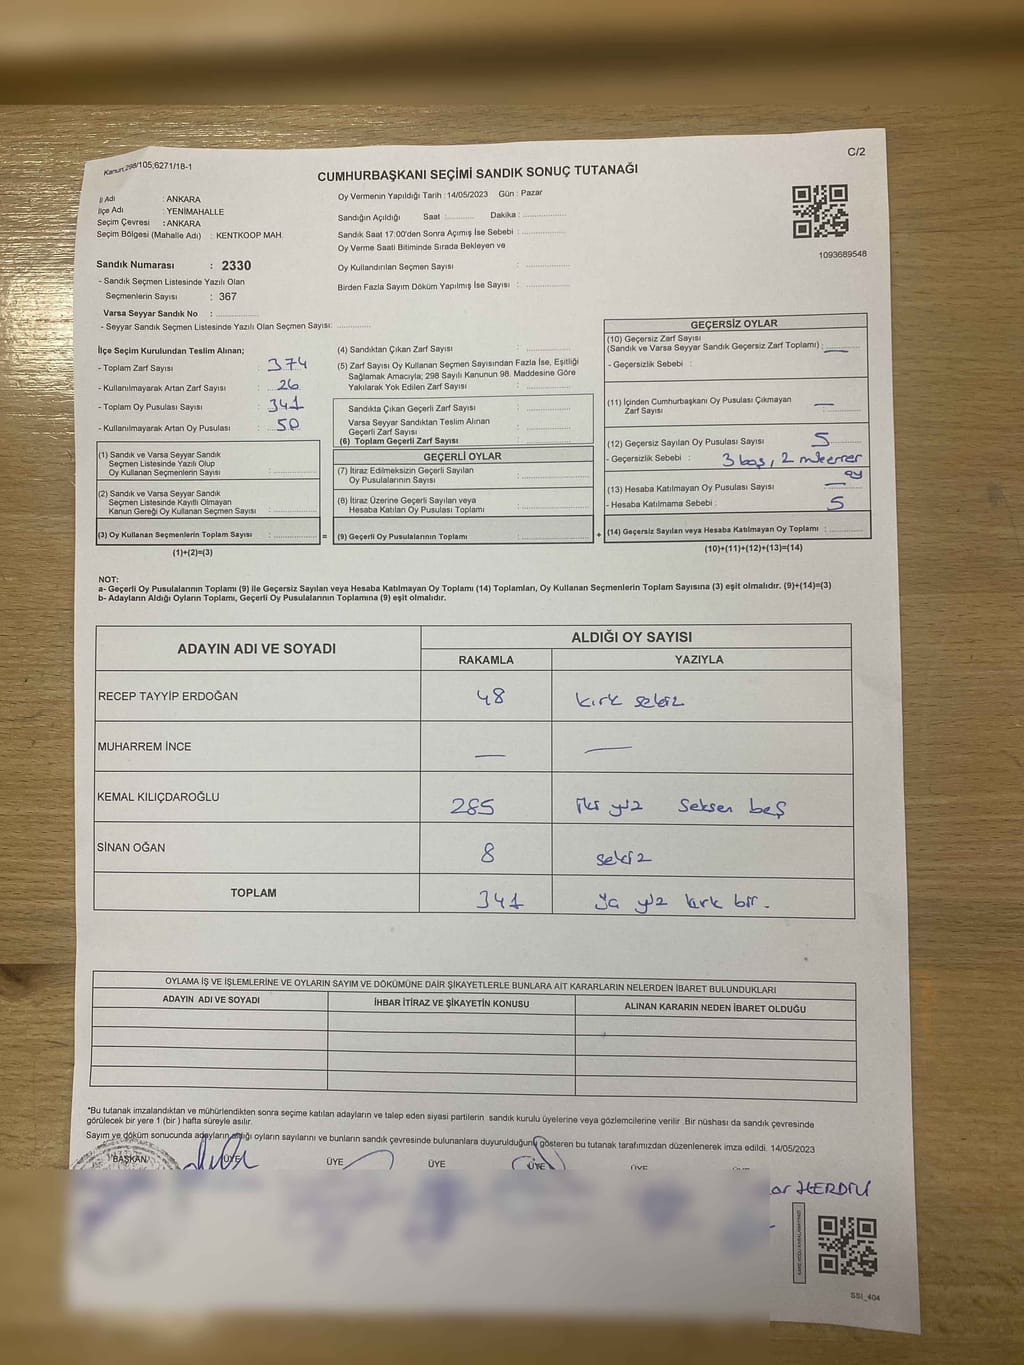 Kanun:298/105;6271/18-1
C/2
CUMHURBAŞKANI SEÇİMİ SANDIK SONUÇ TUTANAĞI
İl Adı : ANKARA
İlçe Adı : YENİMAHALLE
Seçim Çevresi : ANKARA
Seçim Bölgesi (Mahalle Adı) : KENTKOOP MAH.
Sandık Numarası : 2330
- Sandık Seçmen Listesinde Yazılı Olan
Seçmenlerin Sayısı : 367
Varsa Seyyar Sandık No : ..............
- Seyyar Sandık Seçmen Listesinde Yazılı Olan Seçmen Sayısı: ............
Oy Vermenin Yapıldığı Tarih : 14/05/2023 Gün : Pazar
Sandığın Açıldığı Saat :.......... Dakika : ..............
Sandık Saat 17:00'den Sonra Açımış İse Sebebi : ..............
Oy Verme Saati Bitiminde Sırada Bekleyen ve
Oy Kullandırılan Seçmen Sayısı : ..............
Birden Fazla Sayım Döküm Yapılmış İse Sayısı : ..............
1093689548
İlçe Seçim Kurulundan Teslim Alınan;
- Toplam Zarf Sayısı : 374
- Kullanılmayarak Artan Zarf Sayısı : 26
- Toplam Oy Pusulası Sayısı : 341
- Kullanılmayarak Artan Oy Pusulası : 50
(1) Sandık ve Varsa Seyyar Sandık
Seçmen Listesinde Yazılı Olup
Oy Kullanan Seçmenlerin Sayısı : ..............
(2) Sandık ve Varsa Seyyar Sandık
Seçmen Listesinde Kayıtlı Olmayan
Kanun Gereği Oy Kullanan Seçmen Sayısı : ..............
(3) Oy Kullanan Seçmenlerin Toplam Sayısı : .............. =
(1)+(2)=(3)
(4) Sandıktan Çıkan Zarf Sayısı : ..............
(5) Zarf Sayısı Oy Kullanan Seçmen Sayısından Fazla İse, Eşitliği
Sağlamak Amacıyla; 298 Sayılı Kanunun 98. Maddesine Göre
Yakılarak Yok Edilen Zarf Sayısı : ..............
Sandıkta Çıkan Geçerli Zarf Sayısı : ..............
Varsa Seyyar Sandıktan Teslim Alınan
Geçerli Zarf Sayısı : ..............
(6) Toplam Geçerli Zarf Sayısı : ..............
GEÇERLİ OYLAR
(7) İtiraz Edilmeksizin Geçerli Sayılan
Oy Pusulalarının Sayısı : ..............
(8) İtiraz Üzerine Geçerli Sayılan veya
Hesaba Katılan Oy Pusulası Toplamı : ..............
(9) Geçerli Oy Pusulalarının Toplamı : .............. +
GEÇERSİZ OYLAR
(10) Geçersiz Zarf Sayısı
(Sandık ve Varsa Seyyar Sandık Geçersiz Zarf Toplamı) : —
- Geçersizlik Sebebi :
(11) İçinden Cumhurbaşkanı Oy Pusulası Çıkmayan
Zarf Sayısı : —
(12) Geçersiz Sayılan Oy Pusulası Sayısı : 5
- Geçersizlik Sebebi : 3 boş, 2 mükerrer
oy
(13) Hesaba Katılmayan Oy Pusulası Sayısı : —
- Hesaba Katılmama Sebebi : 5
(14) Geçersiz Sayılan veya Hesaba Katılmayan Oy Toplamı : ..........
(10)+(11)+(12)+(13)=(14)
NOT:
a- Geçerli Oy Pusulalarının Toplamı (9) ile Geçersiz Sayılan veya Hesaba Katılmayan Oy Toplamı (14) Toplamları, Oy Kullanan Seçmenlerin Toplam Sayısına (3) eşit olmalıdır. (9)+(14)=(3)
b- Adayların Aldığı Oyların Toplamı, Geçerli Oy Pusulalarının Toplamına (9) eşit olmalıdır.
ADAYIN ADI VE SOYADI ALDIĞI OY SAYISI
RAKAMLA YAZIYLA
RECEP TAYYİP ERDOĞAN 48 kırk sekiz
MUHARREM İNCE — —
KEMAL KILIÇDAROĞLU 285 iki yüz seksen beş
SİNAN OĞAN 8 sekiz
TOPLAM 341 yüz kırk bir.
OYLAMA İŞ VE İŞLEMLERİNE VE OYLARIN SAYIM VE DÖKÜMÜNE DAİR ŞİKAYETLERLE BUNLARA AİT KARARLARIN NELERDEN İBARET BULUNDUKLARI
ADAYIN ADI VE SOYADI İHBAR İTİRAZ VE ŞİKAYETİN KONUSU ALINAN KARARIN NEDEN İBARET OLDUĞU
*Bu tutanak imzalandıktan ve mühürlendikten sonra seçime katılan adayların ve talep eden siyasi partilerin sandık kurulu üyelerine veya gözlemcilerine verilir. Bir nüshası da sandık çevresinde
görülecek bir yere 1 (bir) hafta süreyle asılır.
Sayım ve döküm sonucunda adayların aldığı oyların sayılarını ve bunların sandık çevresinde bulunanlara duyurulduğunu gösteren bu tutanak tarafımızdan düzenlenerek imza edildi. 14/05/2023
BAŞKAN ÜYE ÜYE ÜYE ÜYE ÜYE
SSİ_404